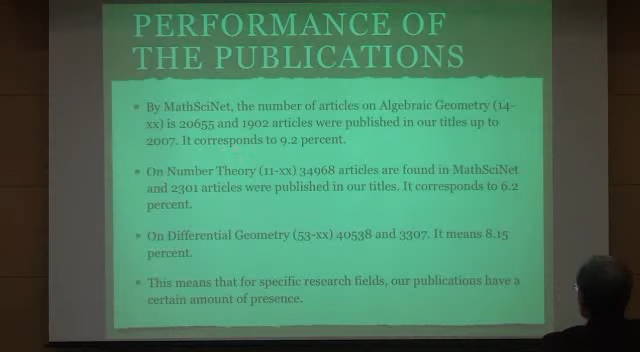 PERFORMANCE OF
THE PUBLICATIONS
By MathSciNet, the number of articles on Algebraic Geometry (14-
xx) is 20655 and 1902 articles were published in our titles up to
2007. It corresponds to 9.2 percent.
On Number Theory (11-xx) 34968 articles are found in MathSciNet
and 2301 articles were published in our titles. It corresponds to 6.2
percent.
On Differential Geometry (53-xx) 40538 and 3307. It means 8.15
percent.
This means that for specific research fields, our publications have a
certain amount of presence.